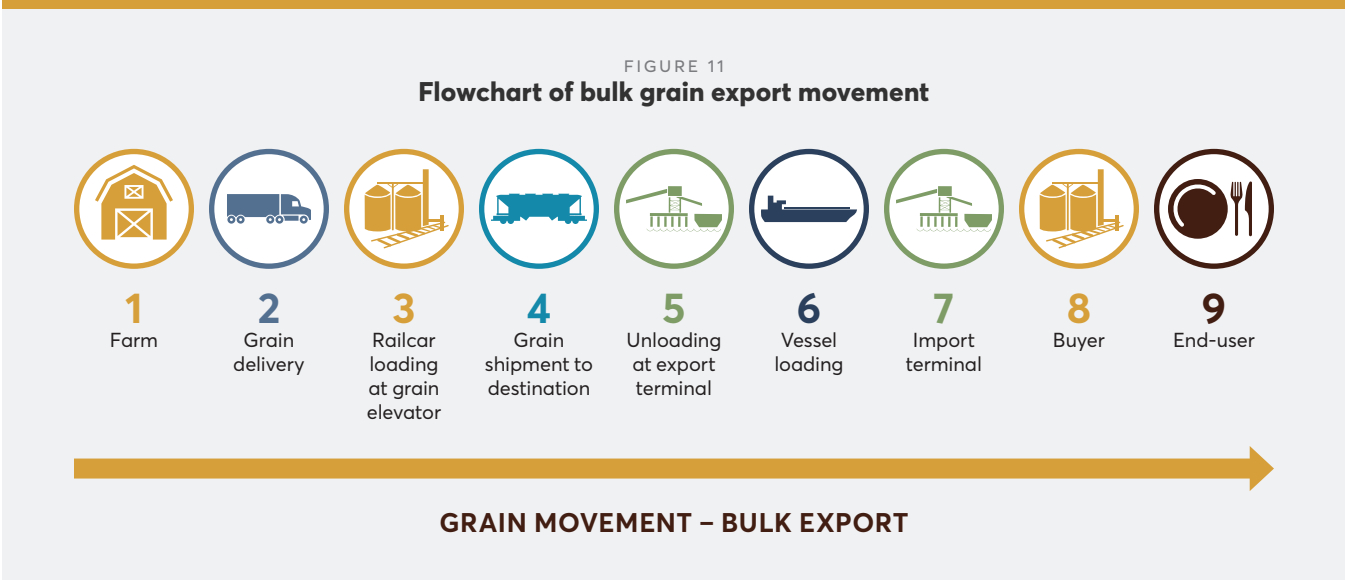 FIGURE 11
Flowchart of bulk grain export movement
1
Farm
2
Grain
delivery
3
Railcar
loading
at grain
elevator
4
Grain
shipment to
destination
5
Unloading
at export
terminal
6
Vessel
loading
7
Import
terminal
8
Buyer
9
End-user
GRAIN MOVEMENT – BULK EXPORT